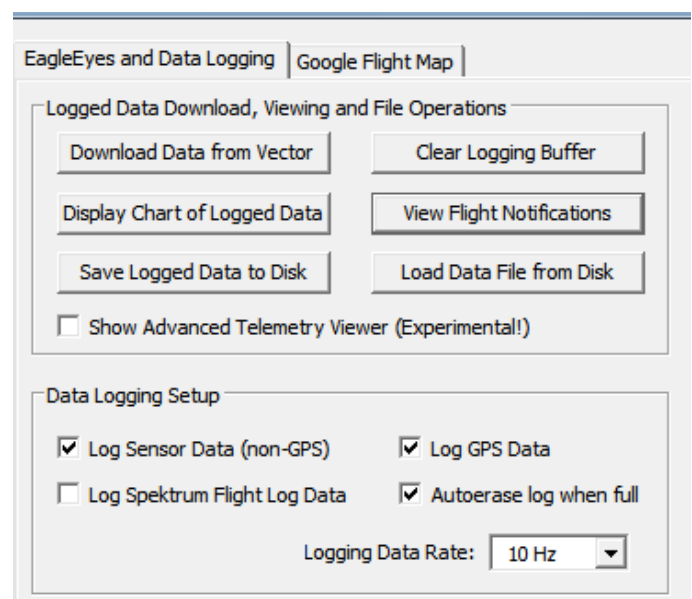 EagleEyes and Data Logging Google Flight Map
Logged Data Download, Viewing and File Operations
Download Data from Vector Clear Logging Buffer
Display Chart of Logged Data View Flight Notifications
Save Logged Data to Disk Load Data File from Disk
Show Advanced Telemetry Viewer (Experimental!)
Data Logging Setup
Log Sensor Data (non-GPS) Log GPS Data
Log Spektrum Flight Log Data Autoerase log when full
Logging Data Rate: 10 Hz